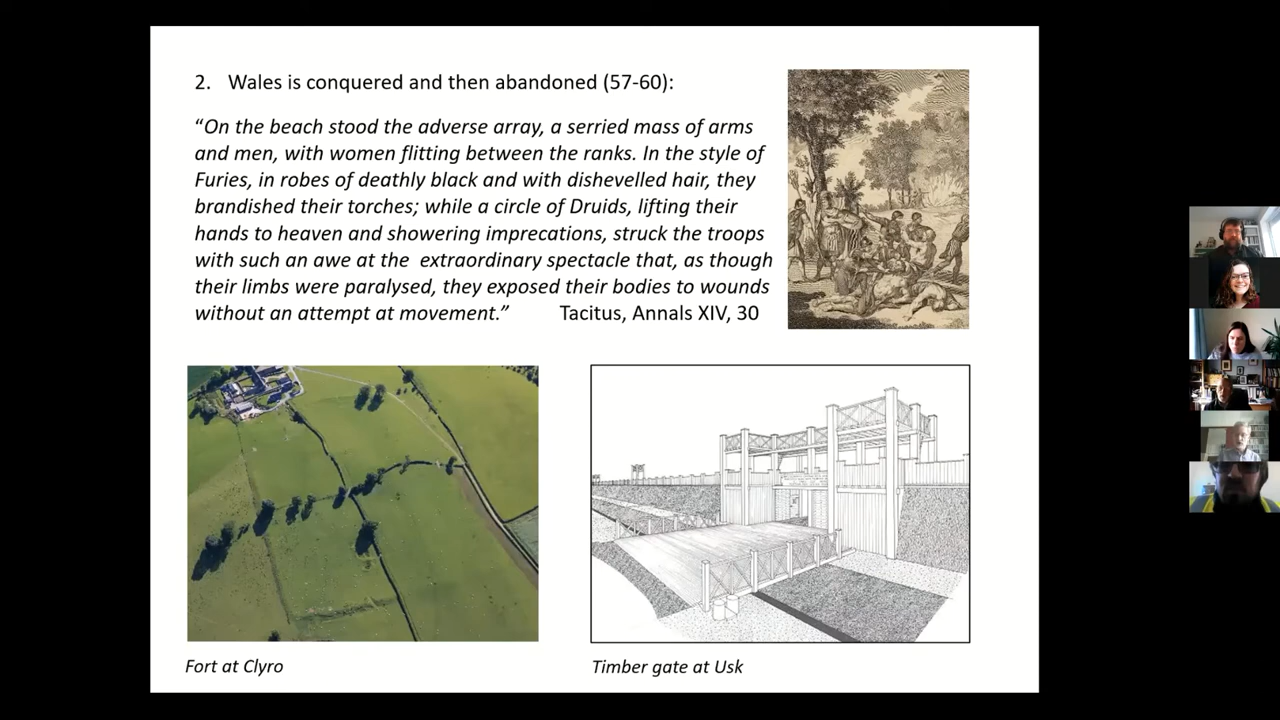 2. Wales is conquered and then abandoned (57-60):
“On the beach stood the adverse array, a serried mass of arms
and men, with women flitting between the ranks. In the style of
Furies, in robes of deathly black and with dishevelled hair, they
brandished their torches; while a circle of Druids, lifting their
hands to heaven and showering imprecations, struck the troops
with such an awe at the extraordinary spectacle that, as though
their limbs were paralysed, they exposed their bodies to wounds
without an attempt at movement.” Tacitus, Annals XIV, 30
Fort at Clyro
Timber gate at Usk